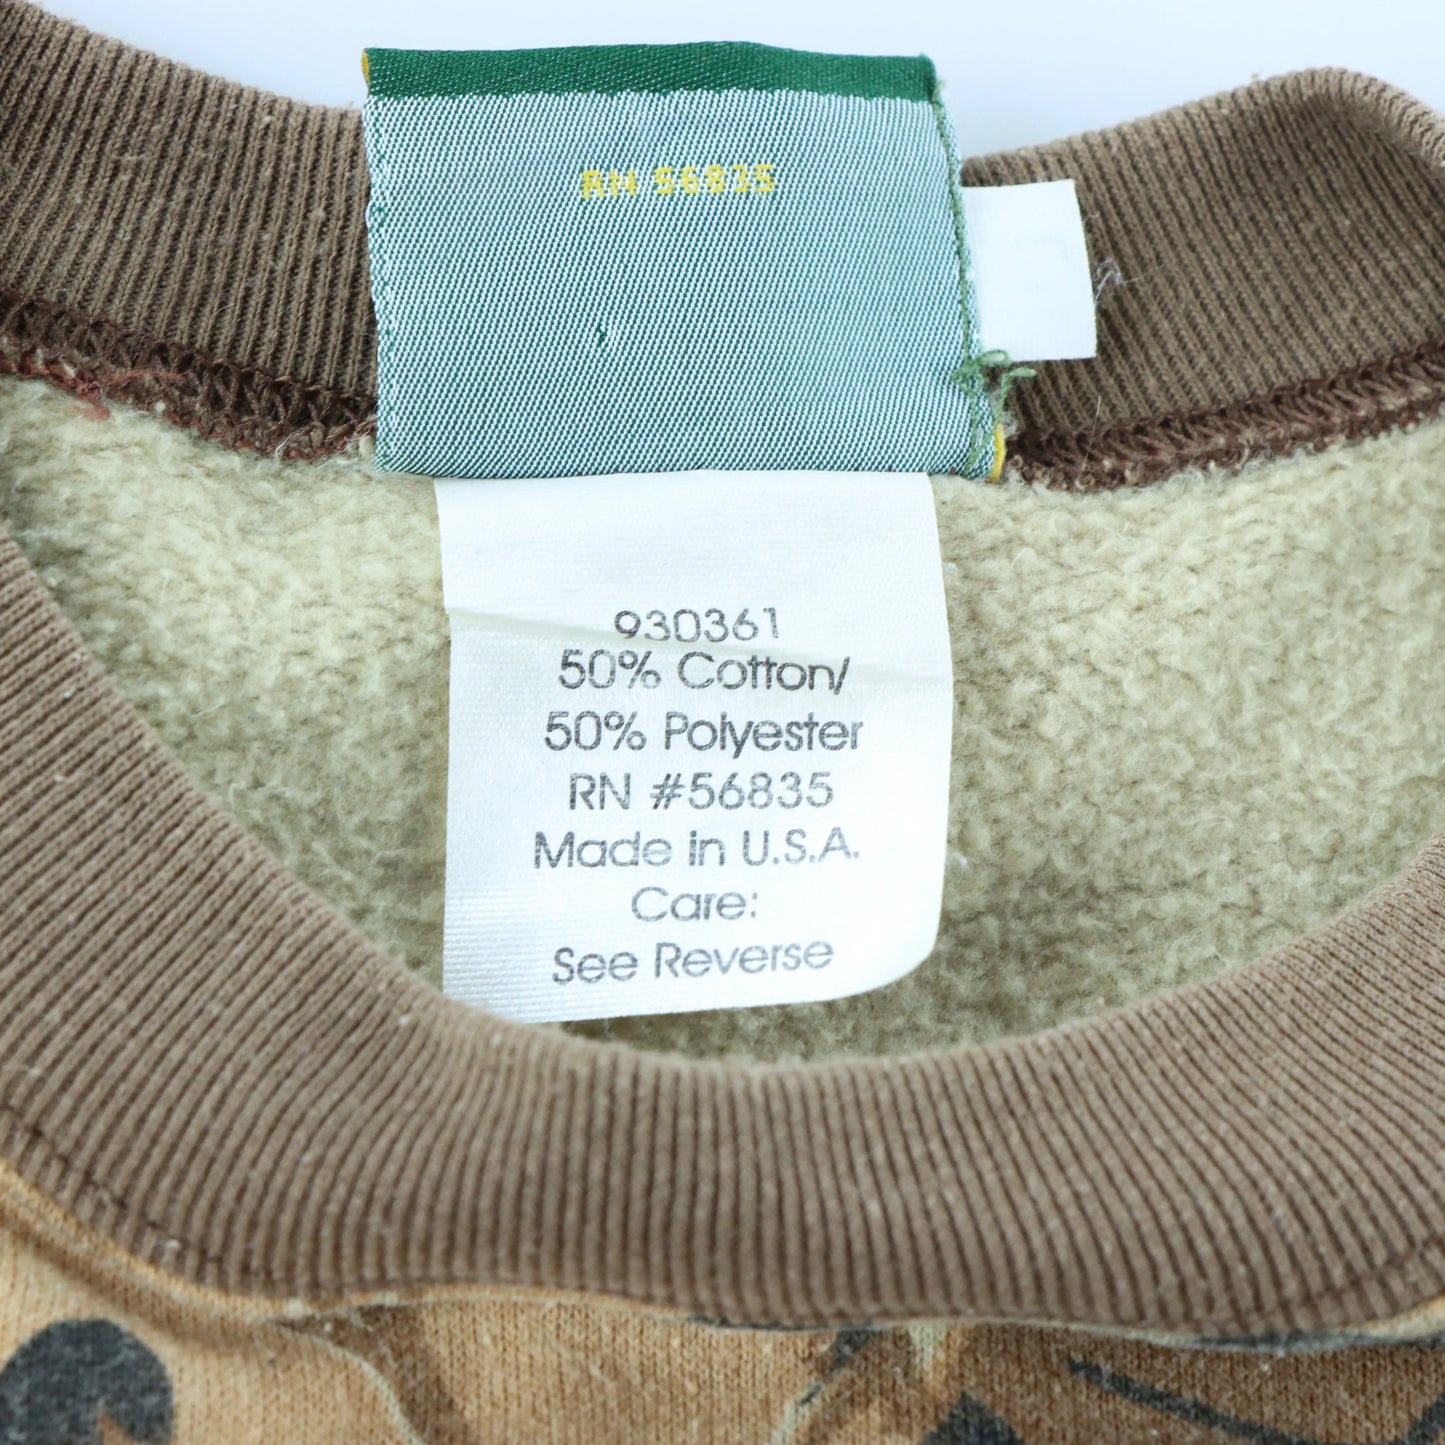 RN 56835
930361
50% Cotton/
50% Polyester
RN #56835
Made in U.S.A.
Care:
See Reverse